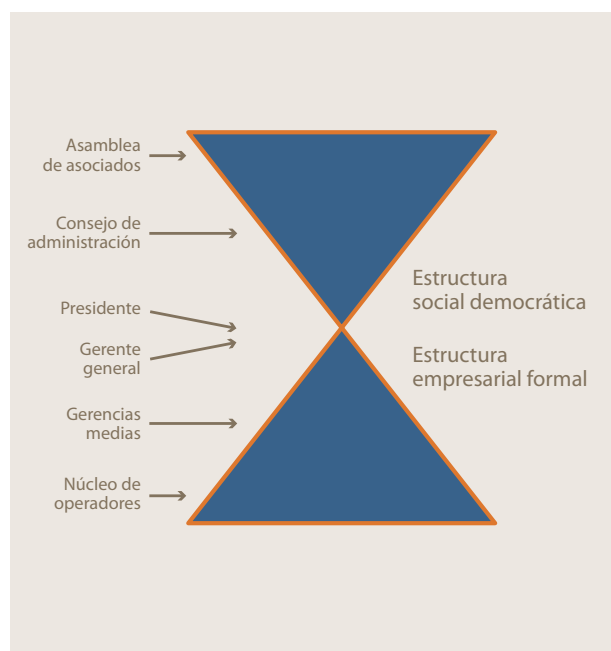 Asamblea
de asociados
Consejo de
administración
Presidente
Gerente
general
Gerencias
medias
Núcleo de
operadores
Estructura
social democrática
Estructura
empresarial formal